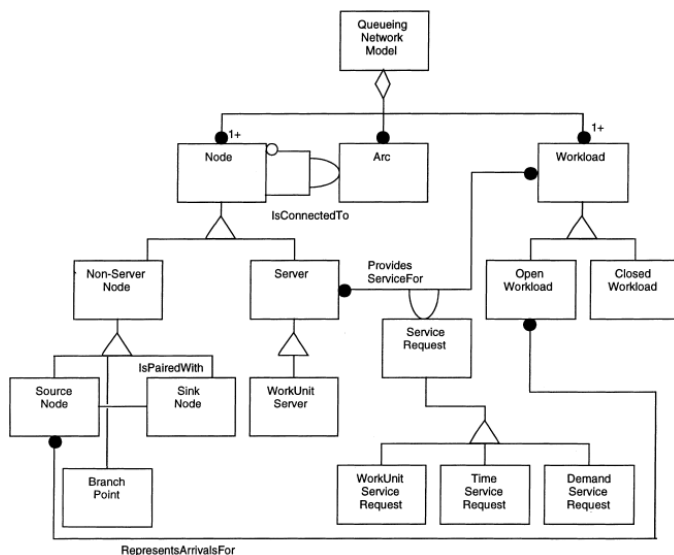 Queueing
Network
Model
1+
1+
Node
Arc
Workload
IsConnectedTo
Non-Server
Node
Server
Provides
ServiceFor
Open
Workload
Closed
Workload
Service
Request
IsPairedWith
Source
Node
Sink
Node
WorkUnit
Server
Branch
Point
WorkUnit
Service
Request
Time
Service
Request
Demand
Service
Request
RepresentsArrivalsFor